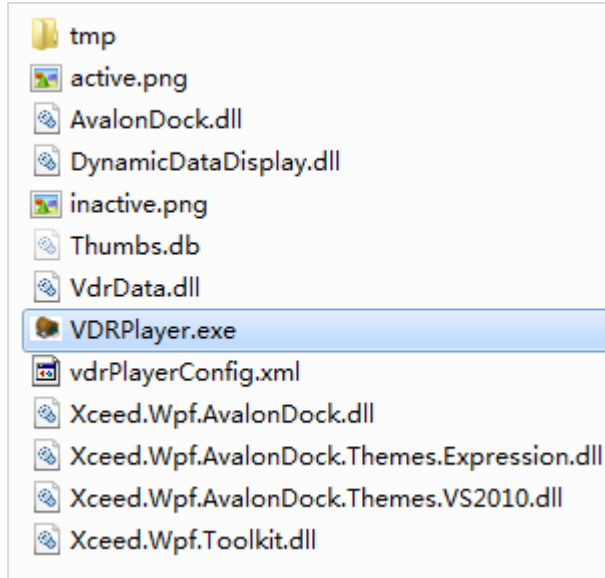 tmp
active.png
AvalonDock.dll
DynamicDataDisplay.dll
inactive.png
Thumbs.db
VdrData.dll
VDRPlayer.exe
vdrPlayerConfig.xml
Xceed.Wpf.AvalonDock.dll
Xceed.Wpf.AvalonDock.Themes.Expression.dll
Xceed.Wpf.AvalonDock.Themes.VS2010.dll
Xceed.Wpf.Toolkit.dll